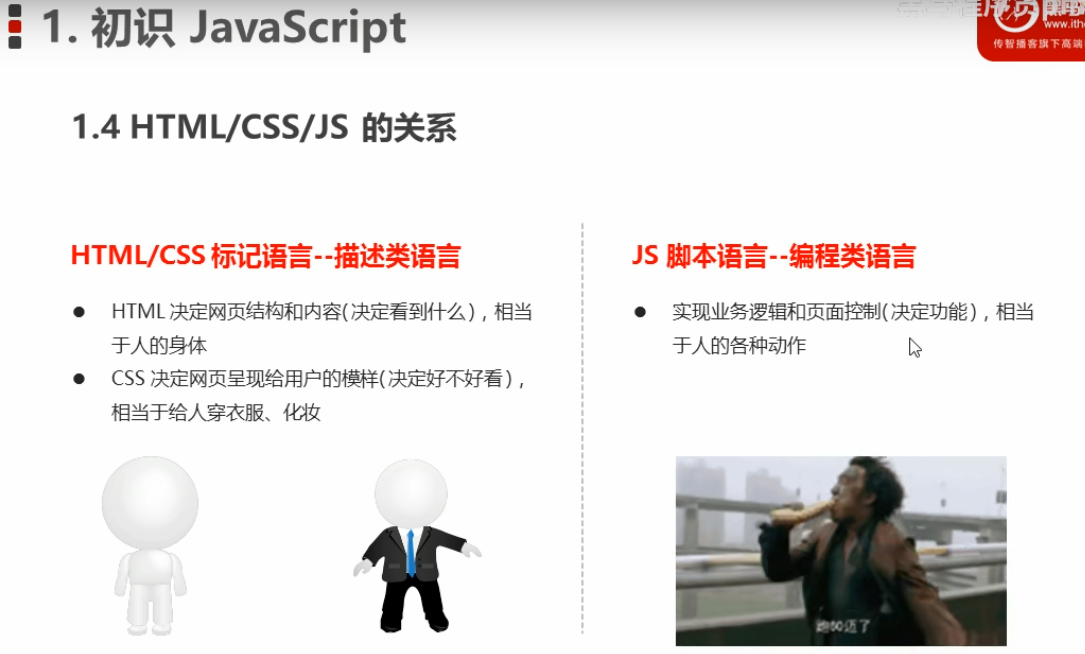 1. 初识 JavaScript
www.ithe
传智播客旗下高端
1.4 HTML/CSS/JS 的关系
HTML/CSS 标记语言--描述类语言
● HTML 决定网页结构和内容(决定看到什么)，相当
于人的身体
● CSS 决定网页呈现给用户的模样(决定好不好看)，
相当于给人穿衣服、化妆
JS 脚本语言--编程类语言
● 实现业务逻辑和页面控制(决定功能)，相当
于人的各种动作